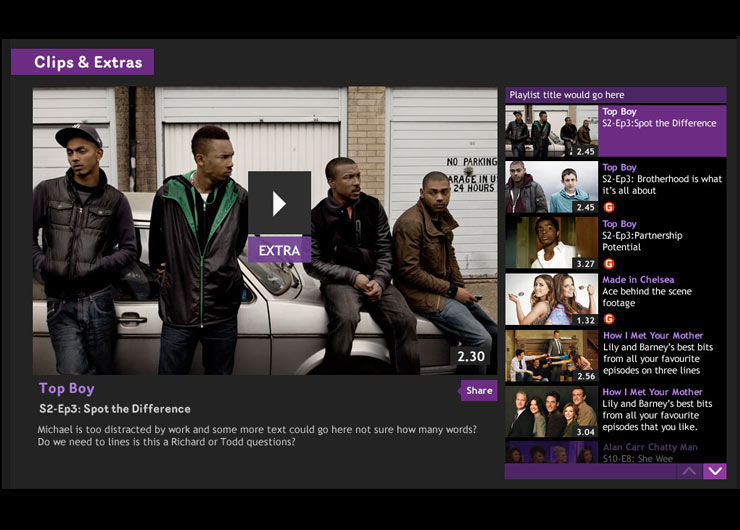 Clips & Extras
NO PARKING
GARAGE IN U
24 HOURS
EXTRA
2.30
Top Boy
Share
S2-Ep3: Spot the Difference
Michael is too distracted by work and some more text could go here not sure how many words?
Do we need to lines is this a Richard or Todd questions?
Playlist title would go here
Top Boy
S2-Ep3:Spot the Difference
2.45
Top Boy
S2-Ep3: Brotherhood is what
it's all about
2.45
G
Top Boy
S2-Ep3:Partnership
Potential
3.27
G
Made in Chelsea
Ace behind the scene
footage
1.32
G
How I Met Your Mother
Lily and Barney's best bits
from all your favourite
episodes on three lines
2.56
How I Met Your Mother
Lily and Barney's best bits
from all your favourite
episodes that you like.
3.04
Alan Carr Chatty Man
S10-E8: She Wee